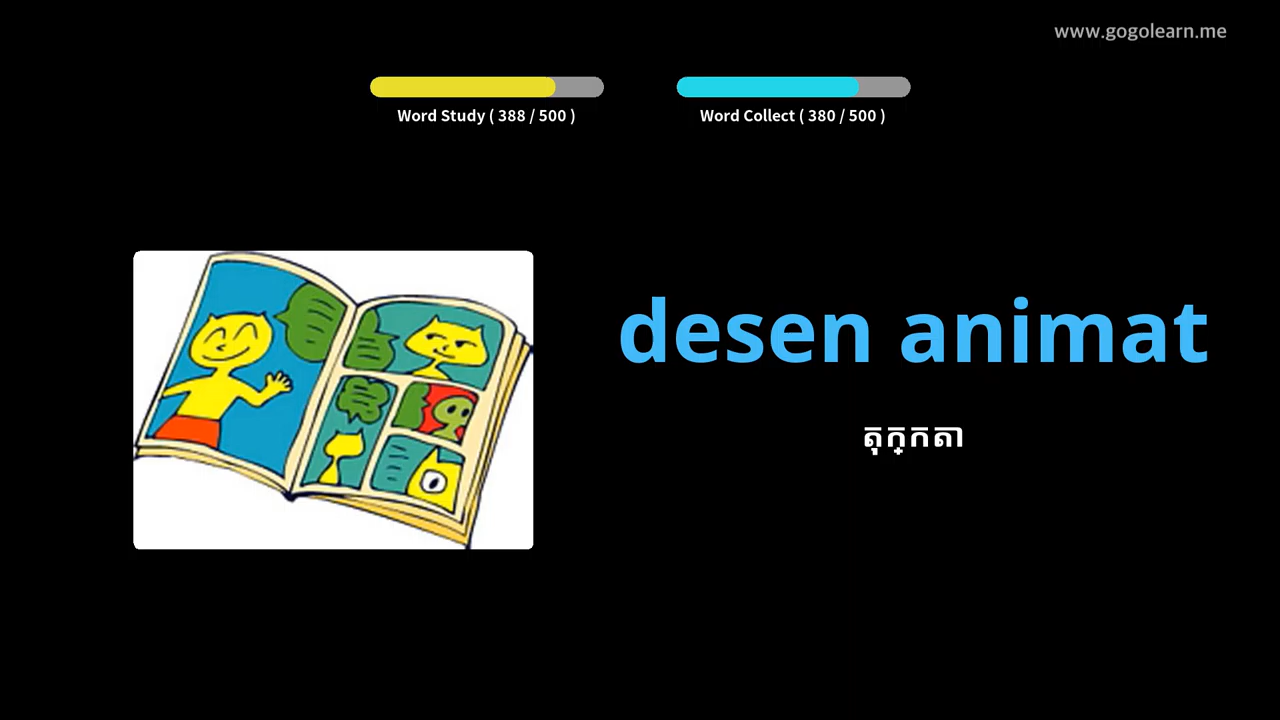 www.gogolearn.me
Word Study ( 388 / 500 )
Word Collect ( 380 / 500 )
desen animat
តុក្កតា